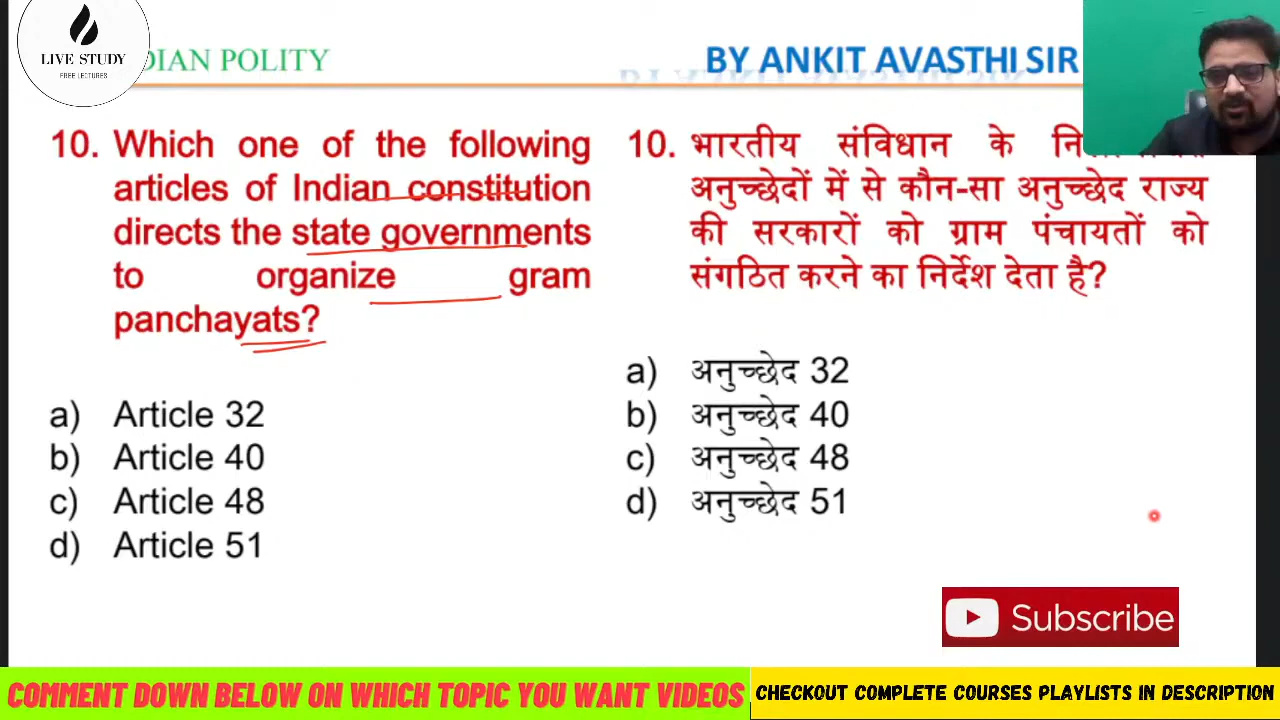 LIVE STUDY
FREE LECTURES
DIAN POLITY
BY ANKIT AVASTHI SIR
10. Which one of the following
articles of Indian constitution
directs the state governments
to organize gram
panchayats?
a) Article 32
b) Article 40
c) Article 48
d) Article 51
10. भारतीय संविधान के
अनुच्छेदों में से कौन-सा अनुच्छेद राज्य
की सरकारों को ग्राम पंचायतों को
संगठित करने का निर्देश देता है?
a) अनुच्छेद 32
b) अनुच्छेद 40
c) अनुच्छेद 48
d) अनुच्छेद 51
Subscribe
COMMENT DOWN BELOW ON WHICH TOPIC YOU WANT VIDEOS
CHECKOUT COMPLETE COURSES PLAYLISTS IN DESCRIPTION